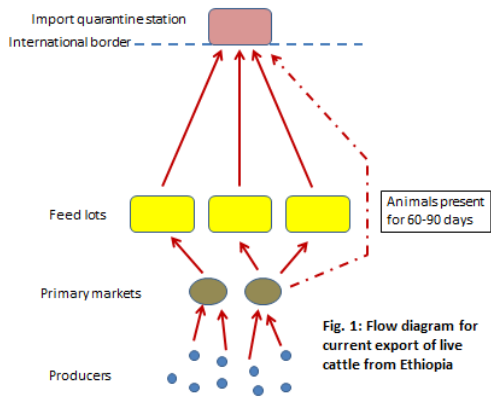 Import quarantine station
International border
Feed lots
Animals present
for 60-90 days
Primary markets
Fig. 1: Flow diagram for
current export of live
cattle from Ethiopia
Producers